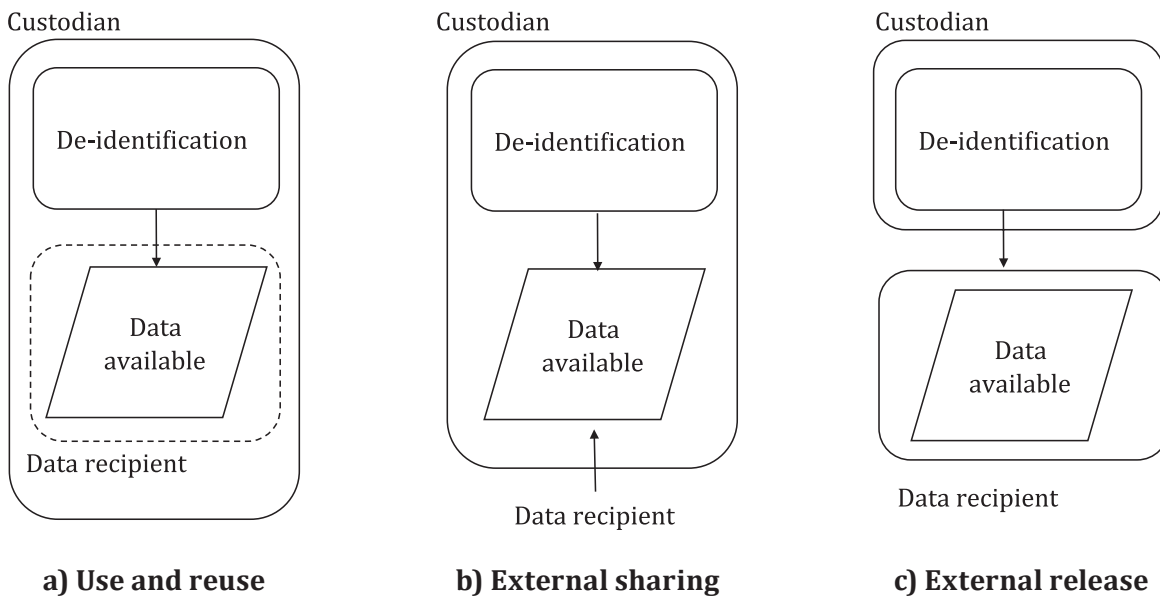 Custodian
De-identification
Data
available
Data recipient
a) Use and reuse
Custodian
De-identification
Data
available
Data recipient
b) External sharing
Custodian
De-identification
Data
available
Data recipient
c) External release